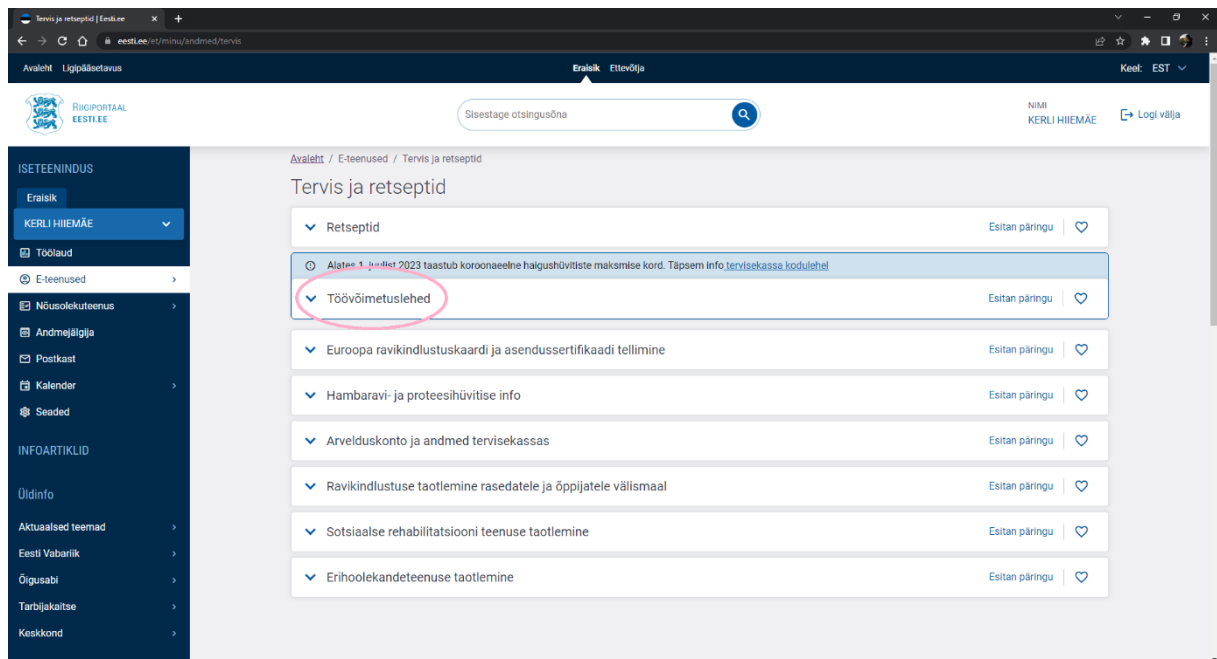 Tervis ja retseptid | Eesti.ee
eesti.ee/et/minu/andmed/tervis
Avaleht Ligipääsetavus
Eraisik Ettevõtja
Keel: EST
RIIGIPORTAAL
EESTI.EE
Sisestage otsingusõna
NIMI
KERLI HIIEMÄE
Logi välja
ISETEENINDUS
Eraisik
KERLI HIIEMÄE
Töölaud
E-teenused
Nõusolekuteenus
Andmejälgija
Postkast
Kalender
Seaded
INFOARTIKLID
Üldinfo
Aktuaalsed teemad
Eesti Vabariik
Õigusabi
Tarbijakaitse
Keskkond
Avaleht / E-teenused / Tervis ja retseptid
Tervis ja retseptid
Retseptid Esitan päringu
Alates 1. juulist 2023 taastub koroonaeelne haigushüvitiste maksmise kord. Täpsem info tervisekassa kodulehel
Töövõimetuslehed Esitan päringu
Euroopa ravikindlustuskaardi ja asendussertifikaadi tellimine Esitan päringu
Hambaravi- ja proteesihüvitise info Esitan päringu
Arvelduskonto ja andmed tervisekassas Esitan päringu
Ravikindlustuse taotlemine rasedatele ja õppijatele välismaal Esitan päringu
Sotsiaalse rehabilitatsiooni teenuse taotlemine Esitan päringu
Erihoolekandeteenuse taotlemine Esitan päringu